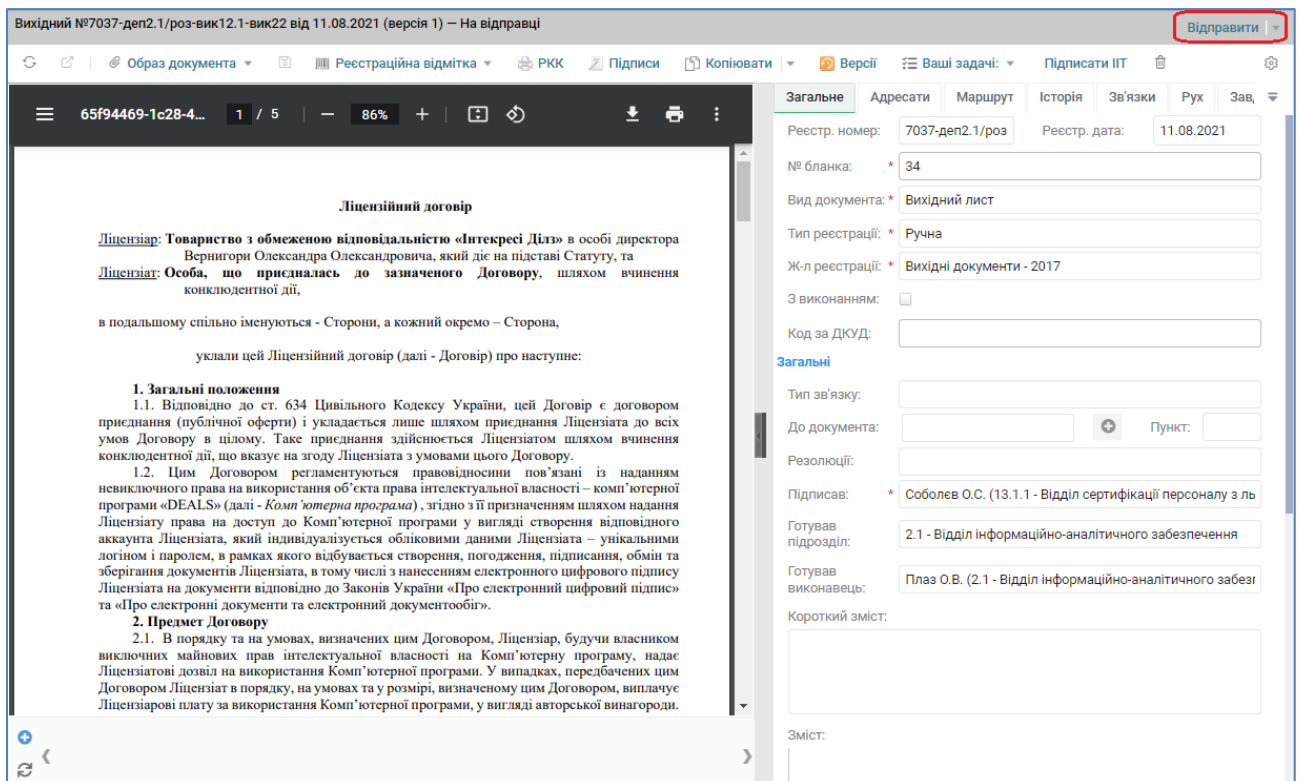 Вихідний №7037-деп2.1/роз-вик12.1-вик22 від 11.08.2021 (версія 1) — На відправці
Відправити
Образ документа Реєстраційна відмітка РКК Підписи Копіювати Версії Ваші задачі: Підписати ІІТ
65f94469-1c28-4... 1 / 5 | — 86% +
Ліцензійний договір
Ліцензіар: Товариство з обмеженою відповідальністю «Інтекресі Ділз» в особі директора
Вернигори Олександра Олександровича, який діє на підставі Статуту, та
Ліцензіат: Особа, що приєдналась до зазначеного Договору, шляхом вчинення
конклюдентної дії,
в подальшому спільно іменуються - Сторони, а кожний окремо – Сторона,
уклали цей Ліцензійний договір (далі - Договір) про наступне:
1. Загальні положення
1.1. Відповідно до ст. 634 Цивільного Кодексу України, цей Договір є договором
приєднання (публічної оферти) і укладається лише шляхом приєднання Ліцензіата до всіх
умов Договору в цілому. Таке приєднання здійснюється Ліцензіатом шляхом вчинення
конклюдентної дії, що вказує на згоду Ліцензіата з умовами цього Договору.
1.2. Цим Договором регламентуються правовідносини пов’язані із наданням
невиключного права на використання об’єкта права інтелектуальної власності – комп’ютерної
програми «DEALS» (далі - Комп’ютерна програма) , згідно з її призначенням шляхом надання
Ліцензіату права на доступ до Комп’ютерної програми у вигляді створення відповідного
аккаунта Ліцензіата, який індивідуалізується обліковими даними Ліцензіата – унікальними
логіном і паролем, в рамках якого відбувається створення, погодження, підписання, обмін та
зберігання документів Ліцензіата, в тому числі з нанесенням електронного цифрового підпису
Ліцензіата на документи відповідно до Законів України «Про електронний цифровий підпис»
та «Про електронні документи та електронний документообіг».
2. Предмет Договору
2.1. В порядку та на умовах, визначених цим Договором, Ліцензіар, будучи власником
виключних майнових прав інтелектуальної власності на Комп’ютерну програму, надає
Ліцензіатові дозвіл на використання Комп’ютерної програми. У випадках, передбачених цим
Договором Ліцензіат в порядку, на умовах та у розмірі, визначеному цим Договором, виплачує
Ліцензіарові плату за використання Комп’ютерної програми, у вигляді авторської винагороди.
Загальне Адресати Маршрут Історія Зв'язки Рух Зав,
Реєстр. номер: 7037-деп2.1/роз Реєстр. дата: 11.08.2021
№ бланка: * 34
Вид документа: * Вихідний лист
Тип реєстрації: * Ручна
Ж-л реєстрації: * Вихідні документи - 2017
З виконанням:
Код за ДКУД:
Загальні
Тип зв'язку:
До документа: Пункт:
Резолюції:
Підписав: * Соболєв О.С. (13.1.1 - Відділ сертифікації персоналу з ль
Готував
підрозділ: 2.1 - Відділ інформаційно-аналітичного забезпечення
Готував
виконавець: Плаз О.В. (2.1 - Відділ інформаційно-аналітичного забезг
Короткий зміст:
Зміст: